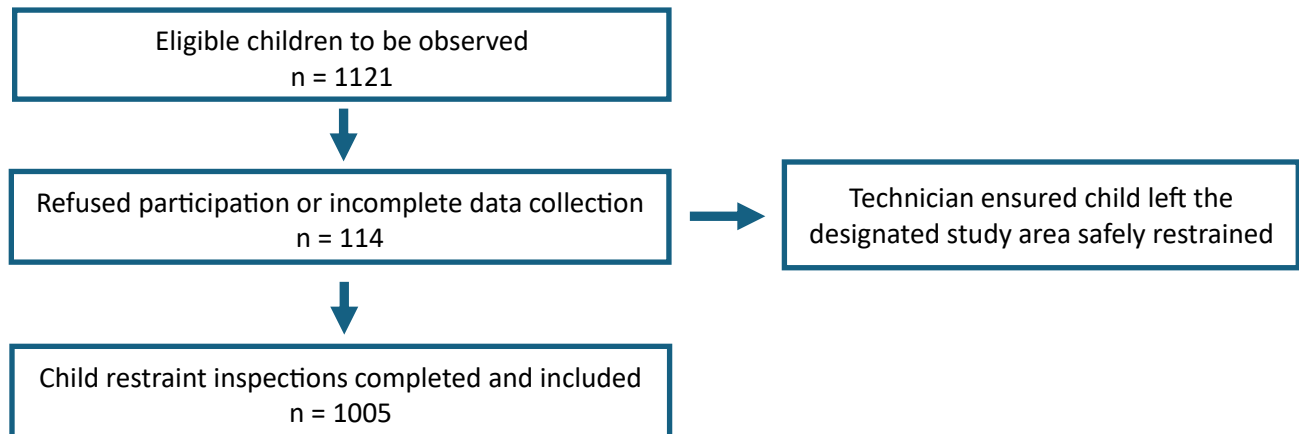 Eligible children to be observed
n = 1121
Refused participation or incomplete data collection
n = 114
Technician ensured child left the
designated study area safely restrained
Child restraint inspections completed and included
n = 1005